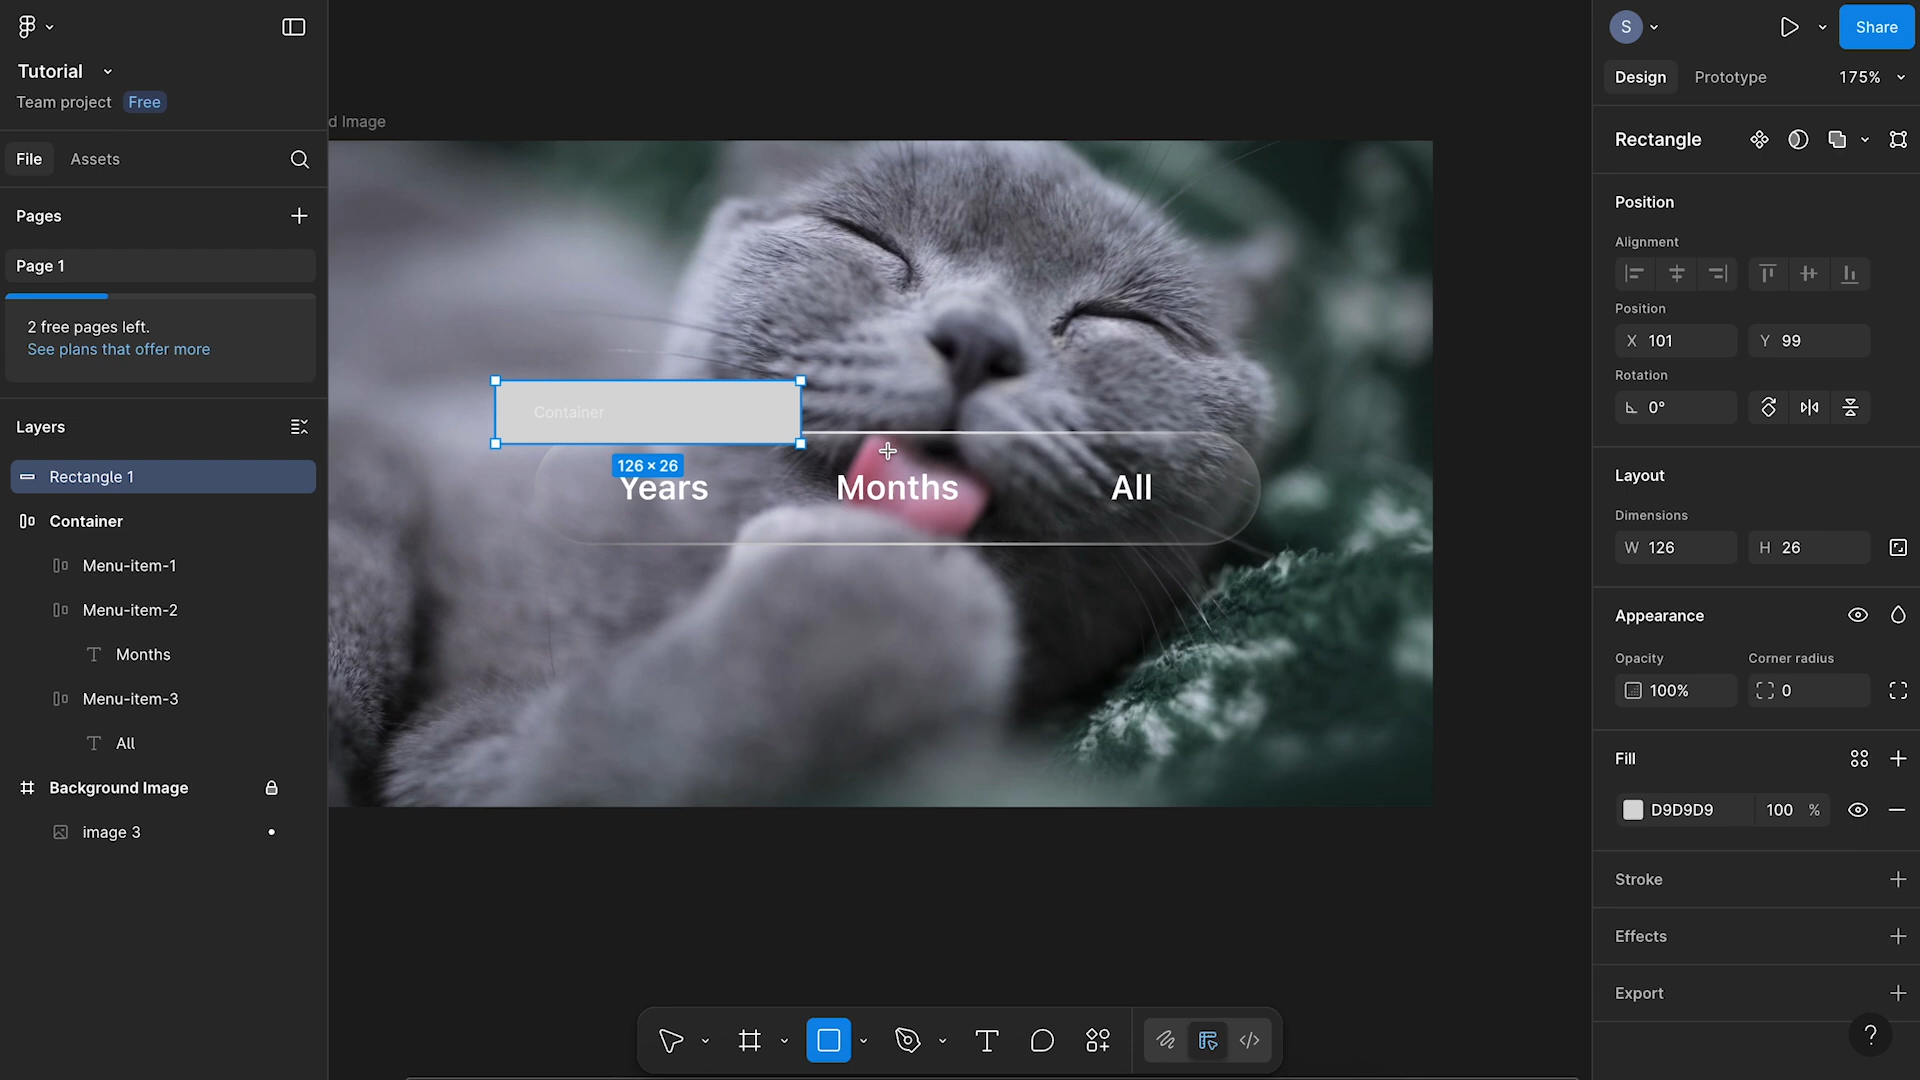 Tutorial
Team project Free
File Assets
Pages
Page 1
2 free pages left.
See plans that offer more
Layers
Rectangle 1
Container
Menu-item-1
Menu-item-2
Months
Menu-item-3
All
Background Image
image 3
d Image
Container
126 × 26
Years Months All
S
Share
Design Prototype 175%
Rectangle
Position
Alignment
Position
X 101 Y 99
Rotation
0°
Layout
Dimensions
W 126 H 26
Appearance
Opacity Corner radius
100% 0
Fill
D9D9D9 100 %
Stroke
Effects
Export
?